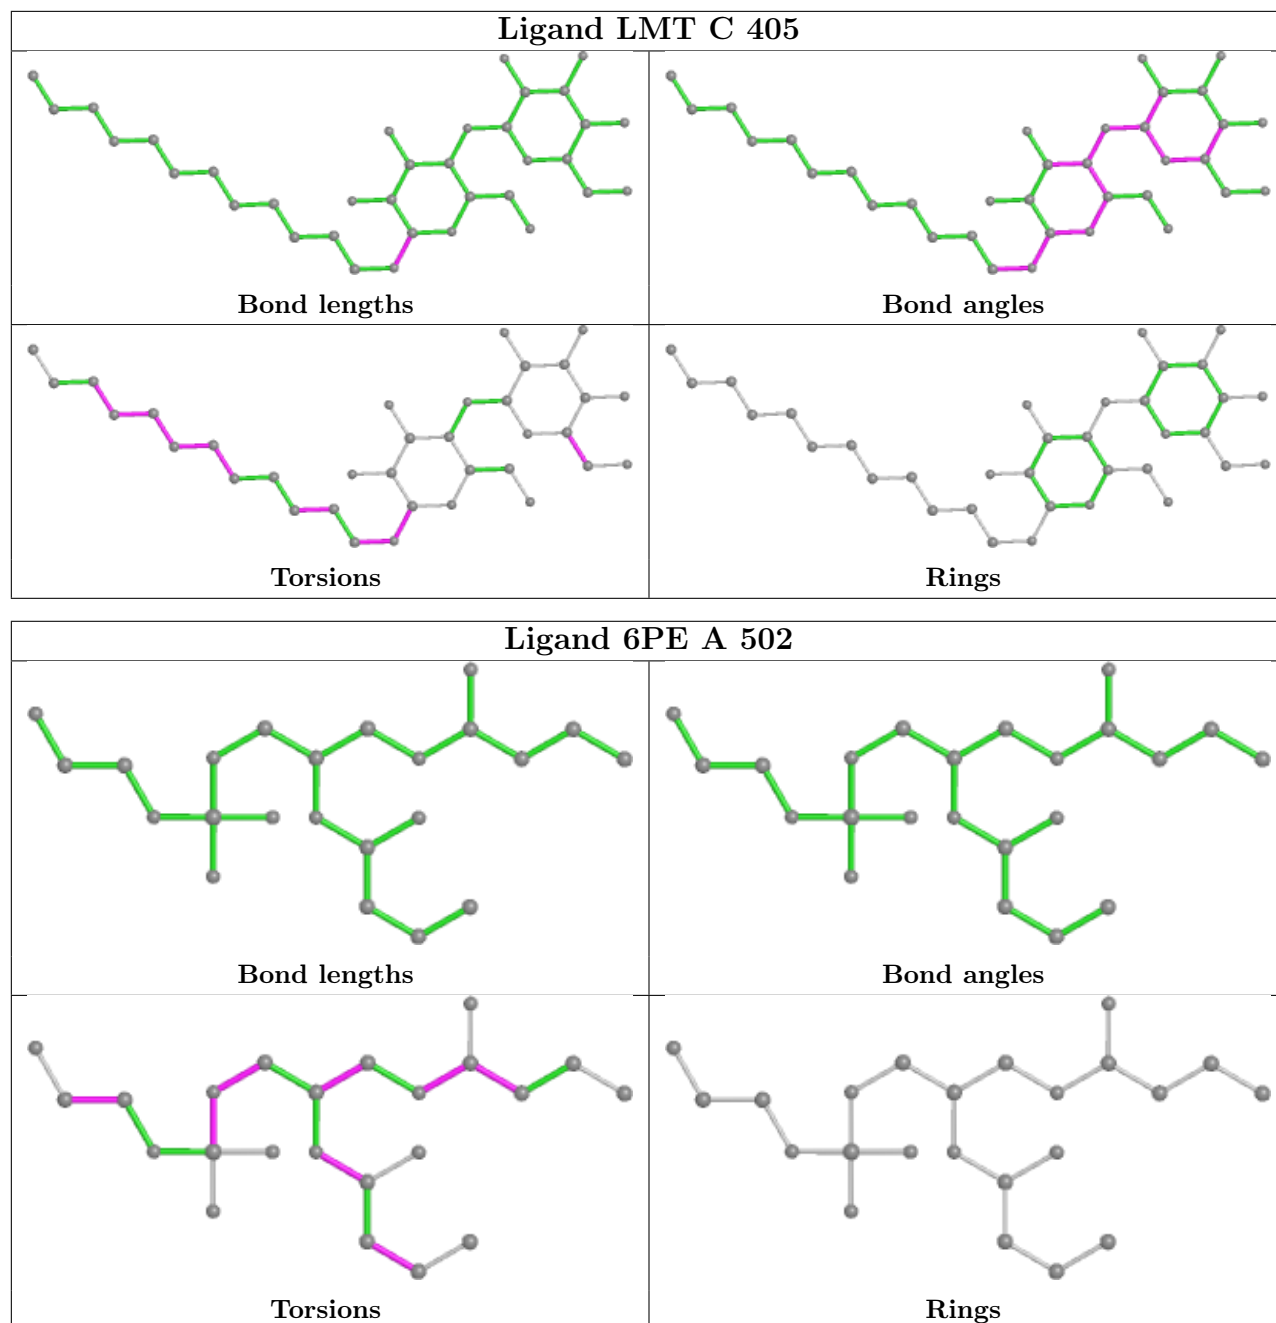 Ligand LMT C 405
Bond lengths
Bond angles
Torsions
Rings
Ligand 6PE A 502
Bond lengths
Bond angles
Torsions
Rings